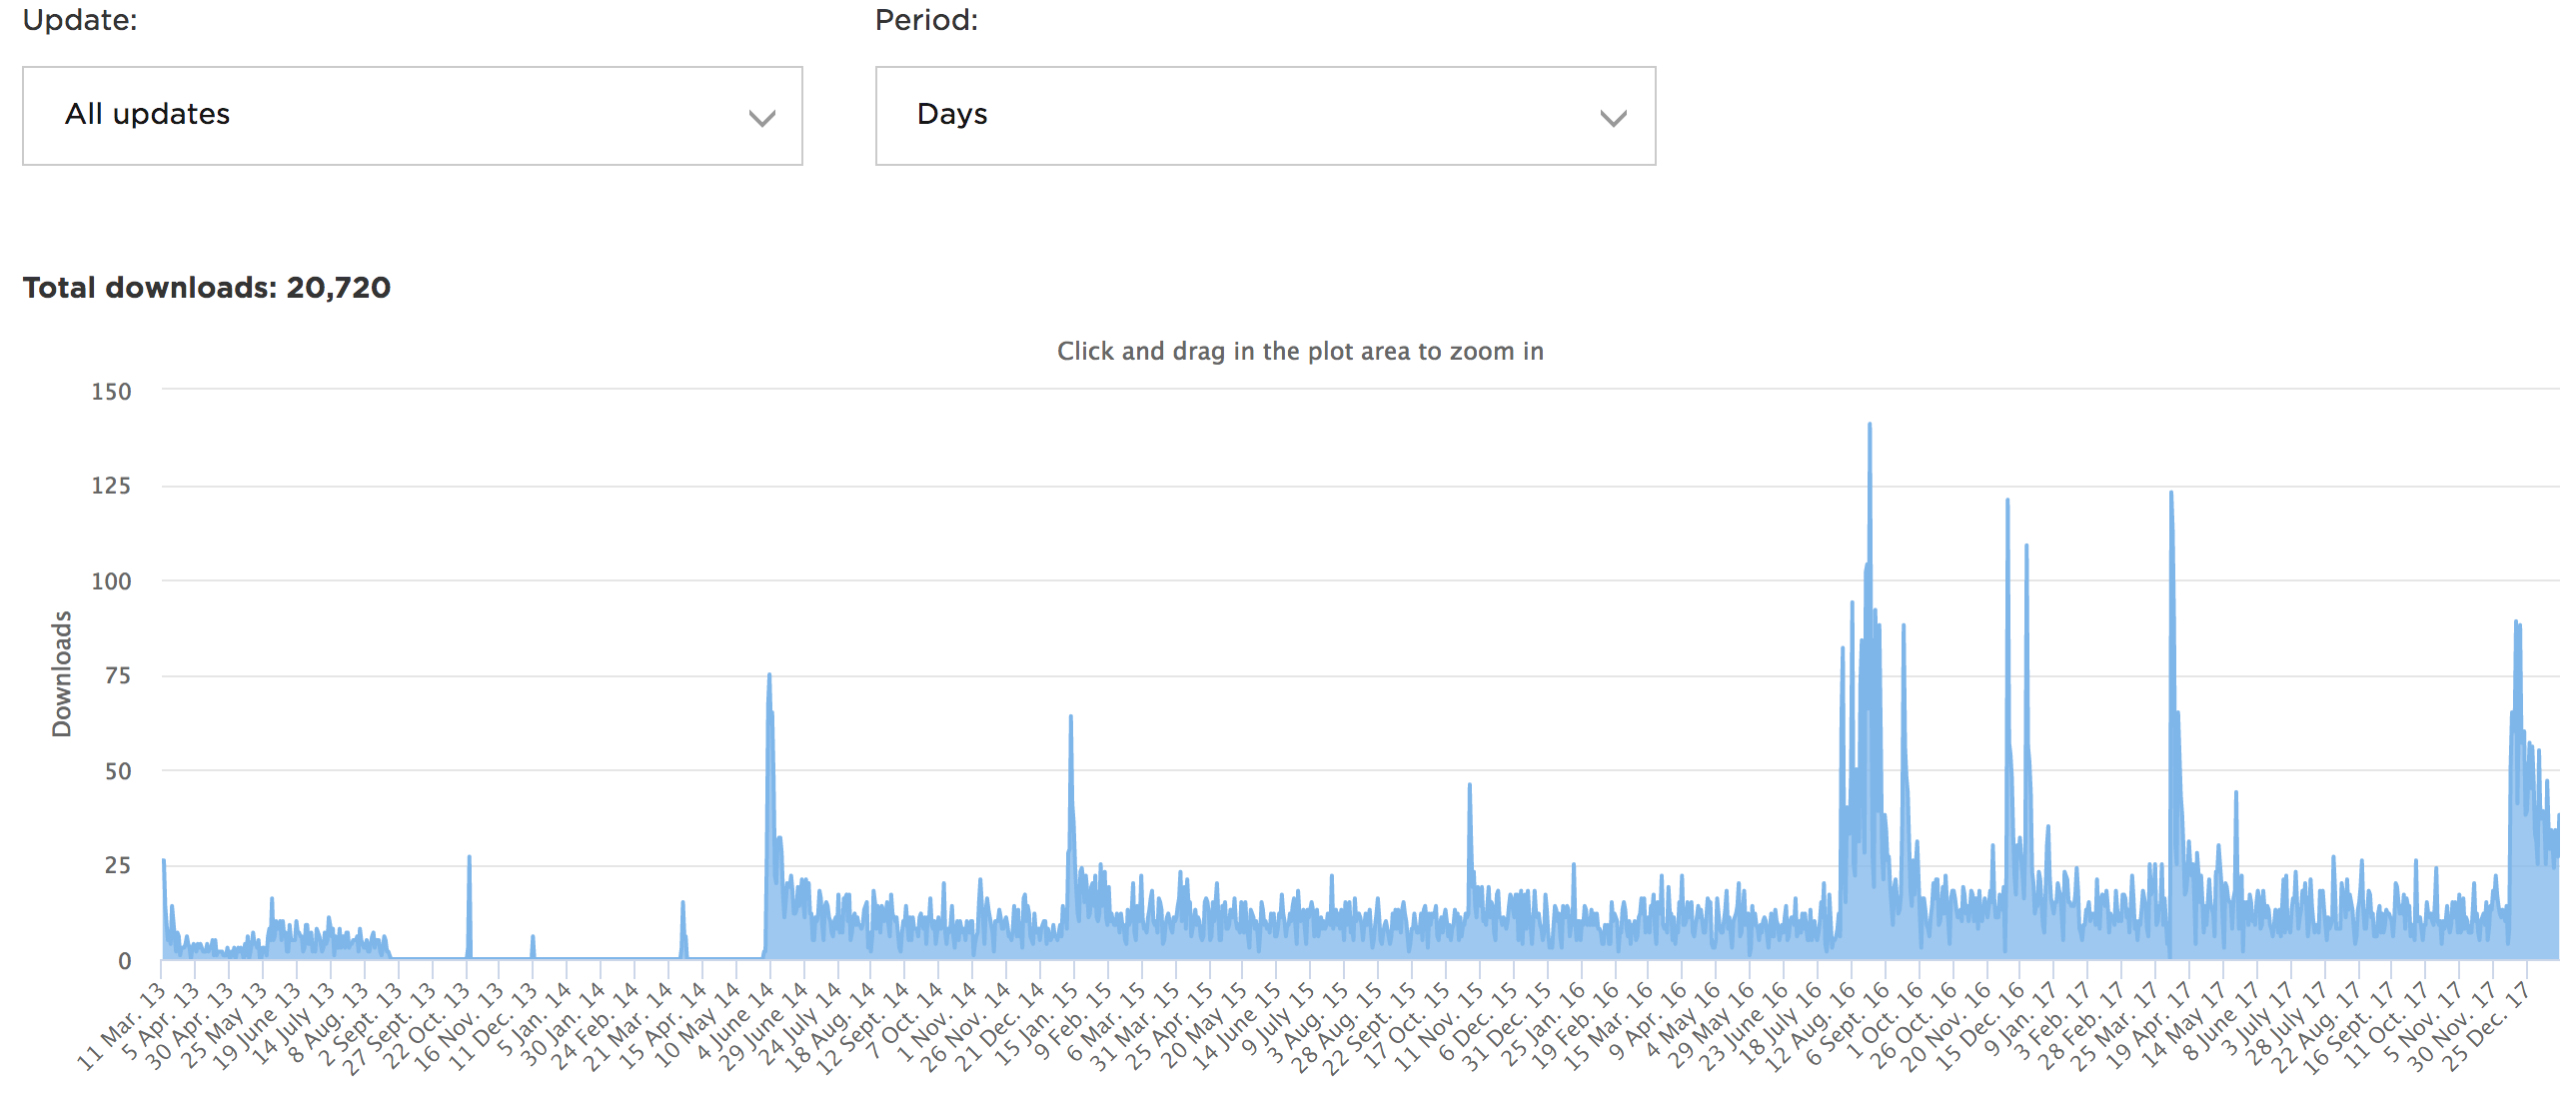 Update:
Period:
All updates
Days
Total downloads: 20,720
Click and drag in the plot area to zoom in
150
125
100
75
50
25
0
Downloads
11 Mar. 13
5 Apr. 13
30 Apr. 13
25 May 13
19 June 13
14 July 13
8 Aug. 13
2 Sept. 13
27 Sept. 13
22 Oct. 13
16 Nov. 13
11 Dec. 13
5 Jan. 14
30 Jan. 14
24 Feb. 14
21 Mar. 14
15 Apr. 14
10 May 14
4 June 14
29 June 14
24 July 14
18 Aug. 14
12 Sept. 14
7 Oct. 14
1 Nov. 14
26 Nov. 14
21 Dec. 14
15 Jan. 15
9 Feb. 15
6 Mar. 15
31 Mar. 15
25 Apr. 15
20 May 15
14 June 15
9 July 15
3 Aug. 15
28 Aug. 15
22 Sept. 15
17 Oct. 15
11 Nov. 15
6 Dec. 15
31 Dec. 15
25 Jan. 16
19 Feb. 16
15 Mar. 16
9 Apr. 16
4 May 16
29 May 16
23 June 16
18 July 16
12 Aug. 16
6 Sept. 16
1 Oct. 16
26 Oct. 16
20 Nov. 16
15 Dec. 16
9 Jan. 17
3 Feb. 17
28 Feb. 17
25 Mar. 17
19 Apr. 17
14 May 17
8 June 17
3 July 17
28 July 17
22 Aug. 17
16 Sept. 17
11 Oct. 17
5 Nov. 17
30 Nov. 17
25 Dec. 17